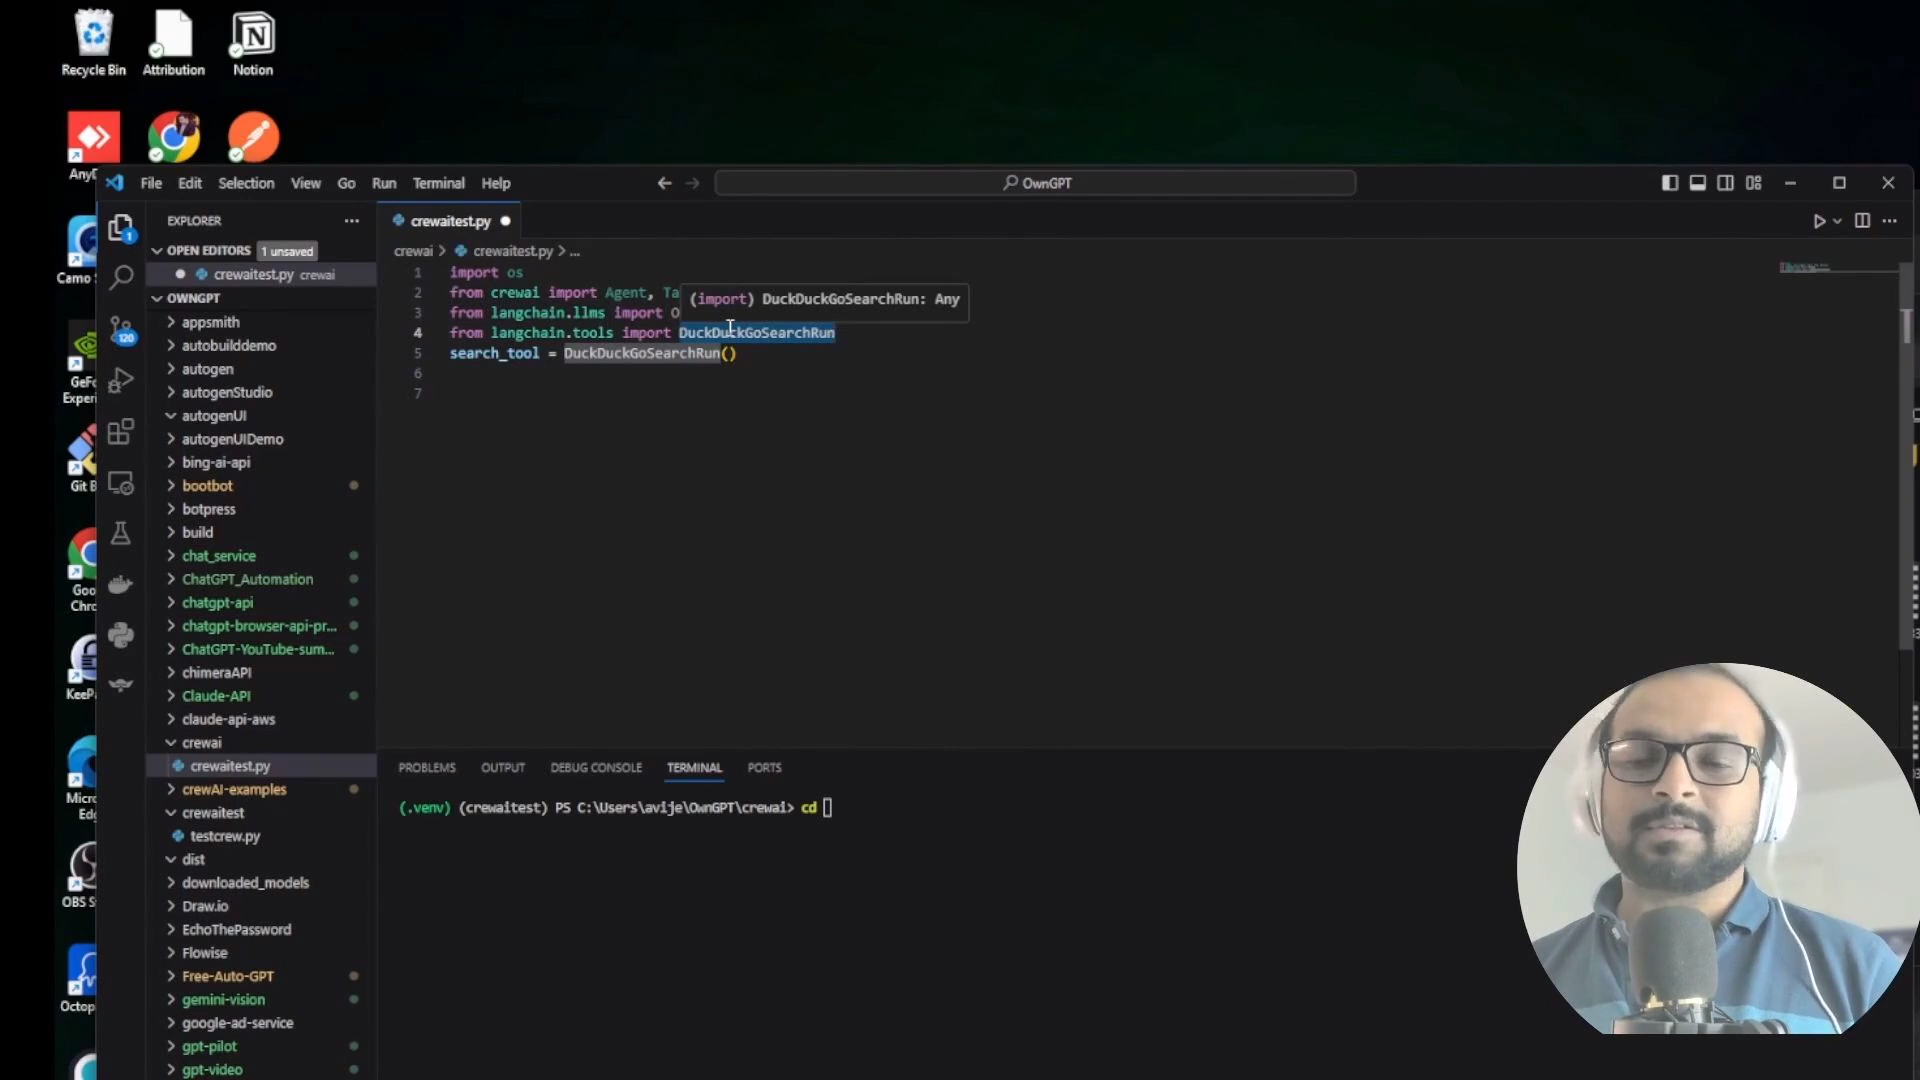 Recycle Bin
Attribution
Notion
File Edit Selection View Go Run Terminal Help
OwnGPT
EXPLORER
crewaitest.py
OPEN EDITORS 1 unsaved
crewai > crewaitest.py > ...
crewaitest.py crewai
OWNGPT
1 import os
2 from crewai import Agent,
(import) DuckDuckGoSearchRun: Any
3 from langchain.llms import
4 from langchain.tools import DuckDuckGoSearchRun
5 search_tool = DuckDuckGoSearchRun()
6
7
appsmith
autobuilddemo
autogen
autogenStudio
autogenUI
autogenUIDemo
bing-ai-api
bootbot
botpress
build
chat_service
ChatGPT_Automation
chatgpt-api
chatgpt-browser-api-pr...
ChatGPT-YouTube-sum...
chimeraAPI
Claude-API
claude-api-aws
crewai
crewaitest.py
crewAI-examples
crewaitest
testcrew.py
dist
downloaded_models
Draw.io
EchoThePassword
Flowise
Free-Auto-GPT
gemini-vision
google-ad-service
gpt-pilot
gpt-video
PROBLEMS OUTPUT DEBUG CONSOLE TERMINAL PORTS
(.venv) (crewaitest) PS C:\Users\avije\OwnGPT\crewai> cd
1
120